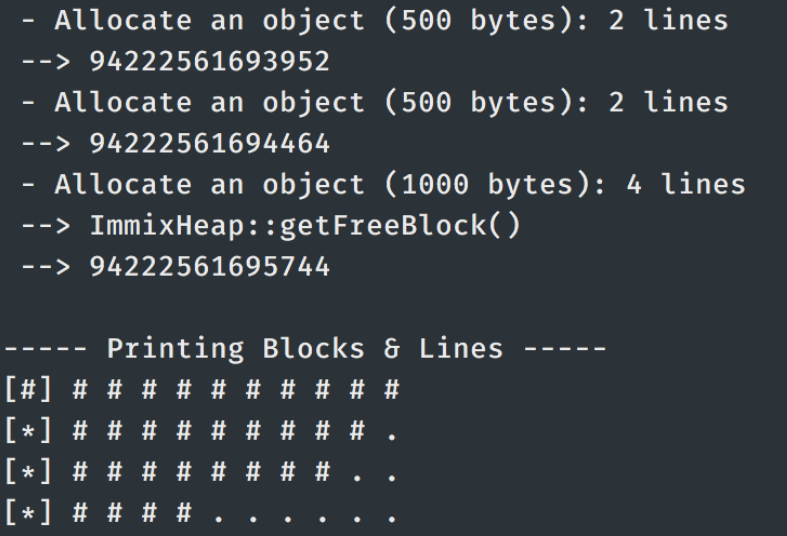 - Allocate an object (500 bytes): 2 lines
--> 94222561693952
- Allocate an object (500 bytes): 2 lines
--> 94222561694464
- Allocate an object (1000 bytes): 4 lines
--> ImmixHeap::getFreeBlock()
--> 94222561695744
----- Printing Blocks & Lines -----
[#] # # # # # # # # # #
[*] # # # # # # # # # .
[*] # # # # # # # # . .
[*] # # # # . . . . . .